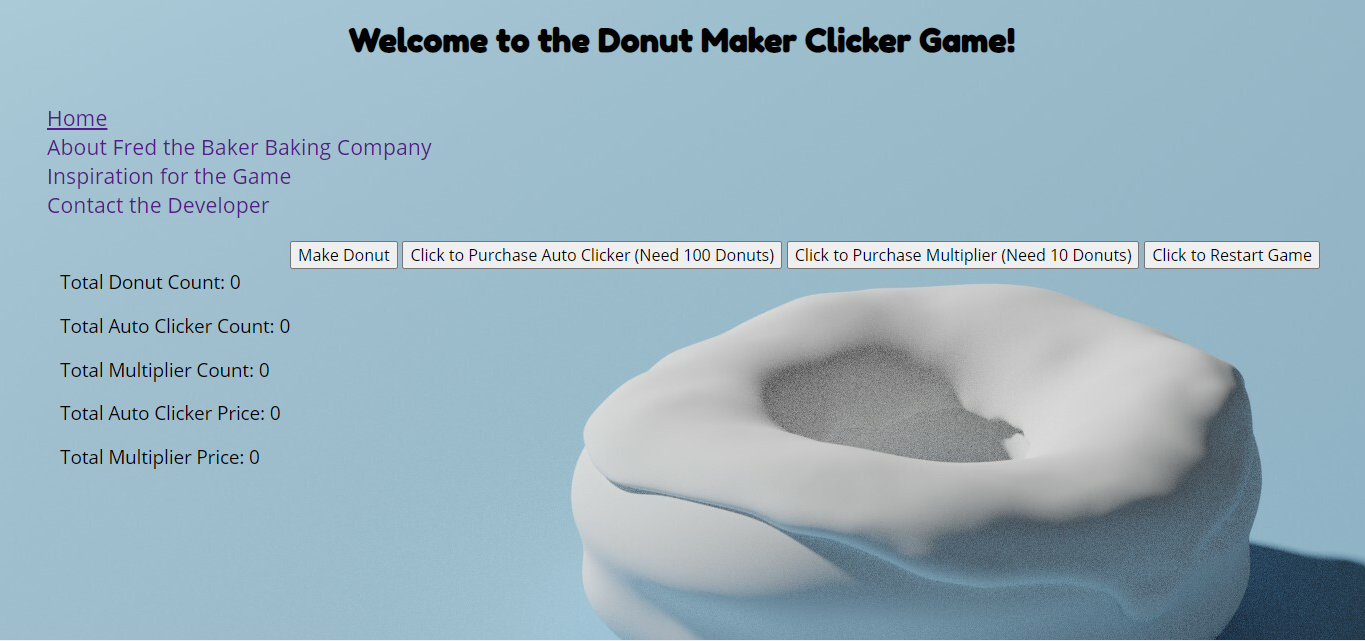 Welcome to the Donut Maker Clicker Game!
Home
About Fred the Baker Baking Company
Inspiration for the Game
Contact the Developer
Make Donut Click to Purchase Auto Clicker (Need 100 Donuts) Click to Purchase Multiplier (Need 10 Donuts) Click to Restart Game
Total Donut Count: 0
Total Auto Clicker Count: 0
Total Multiplier Count: 0
Total Auto Clicker Price: 0
Total Multiplier Price: 0